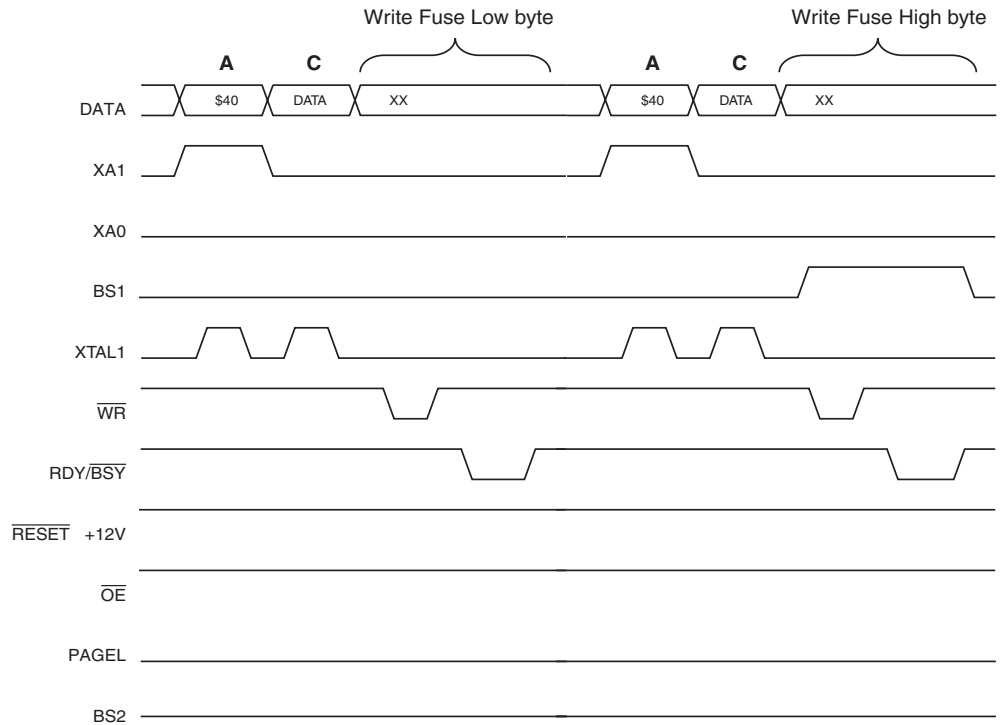 Write Fuse Low byte Write Fuse High byte
A C A C
DATA $40 DATA XX $40 DATA XX
XA1
XA0
BS1
XTAL1
WR
RDY/BSY
RESET +12V
OE
PAGEL
BS2